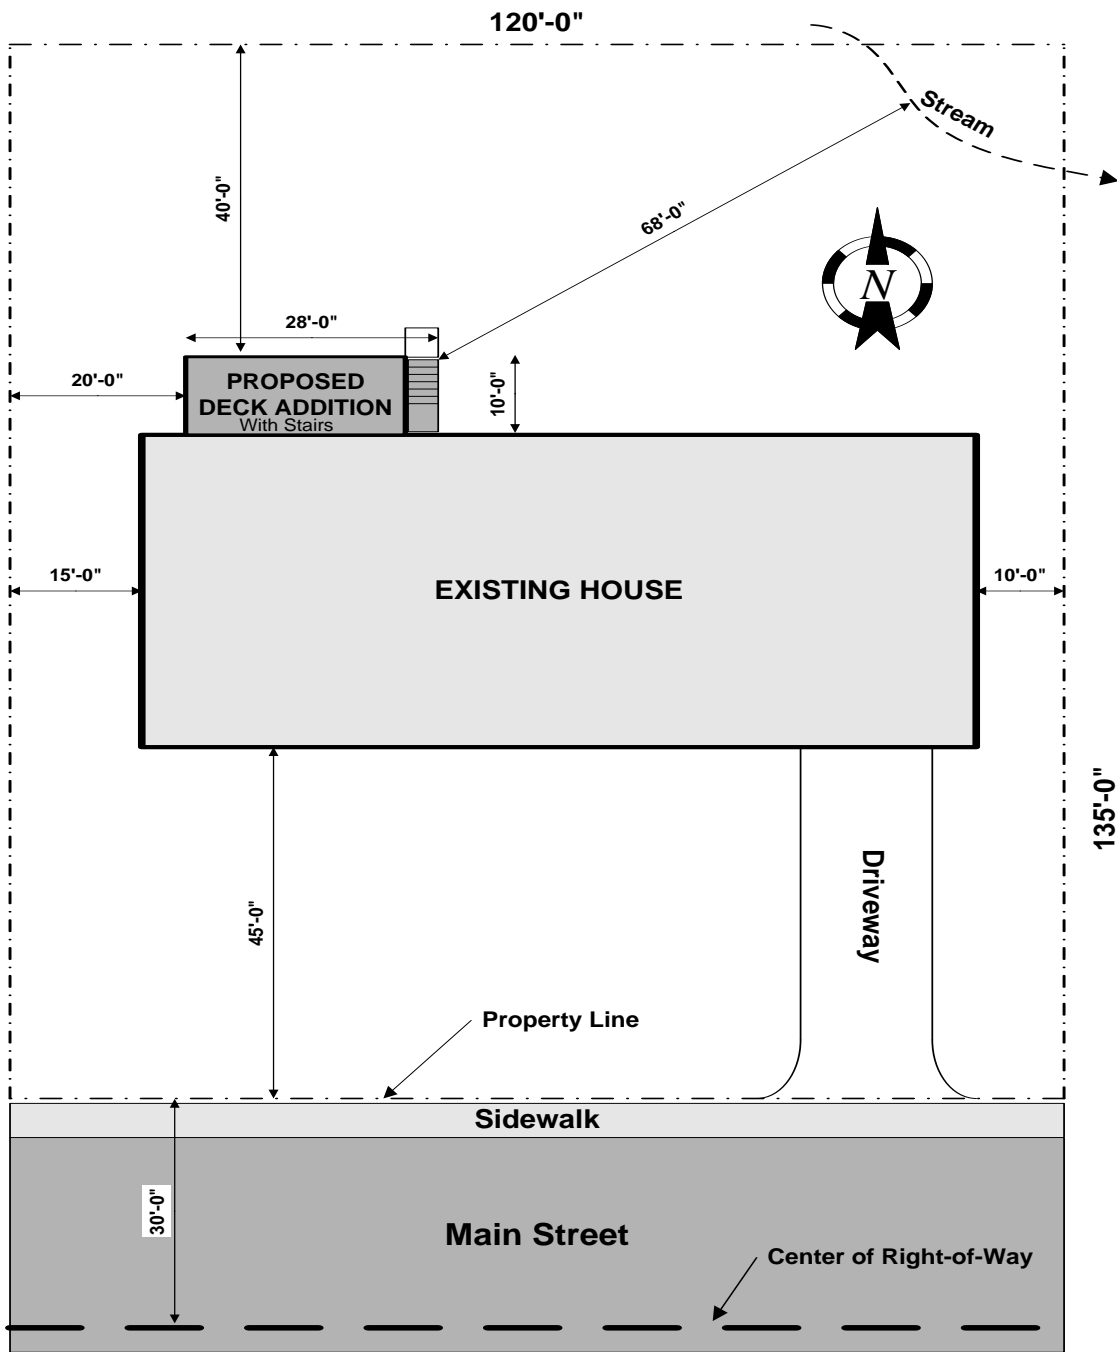 120'-0"
Stream
40'-0"
68'-0"
N
28'-0"
20'-0"
PROPOSED
DECK ADDITION
With Stairs
10'-0"
15'-0"
EXISTING HOUSE
10'-0"
135'-0"
Driveway
45'-0"
Property Line
Sidewalk
30'-0"
Main Street
Center of Right-of-Way